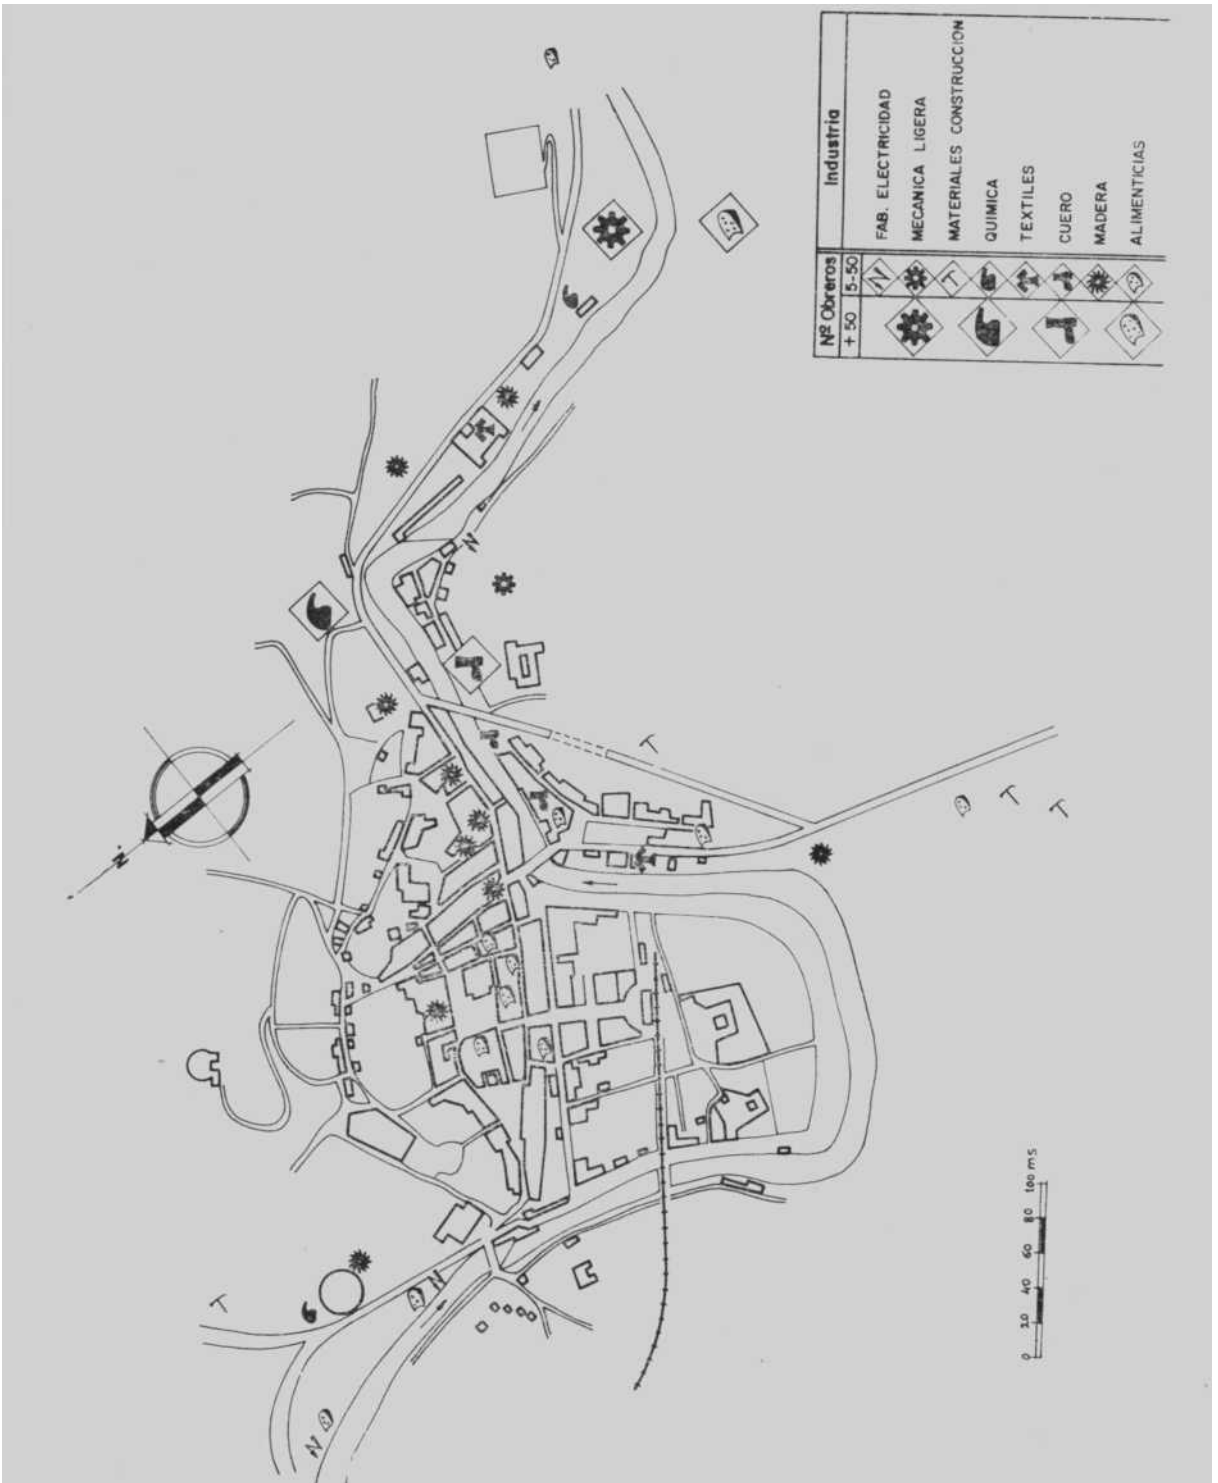 Nº Obreros
Industria
+ 50
5-50
FAB. ELECTRICIDAD
MECANICA LIGERA
MATERIALES CONSTRUCCION
QUIMICA
TEXTILES
CUERO
MADERA
ALIMENTICIAS
N.
0 20 40 60 80 100 ms